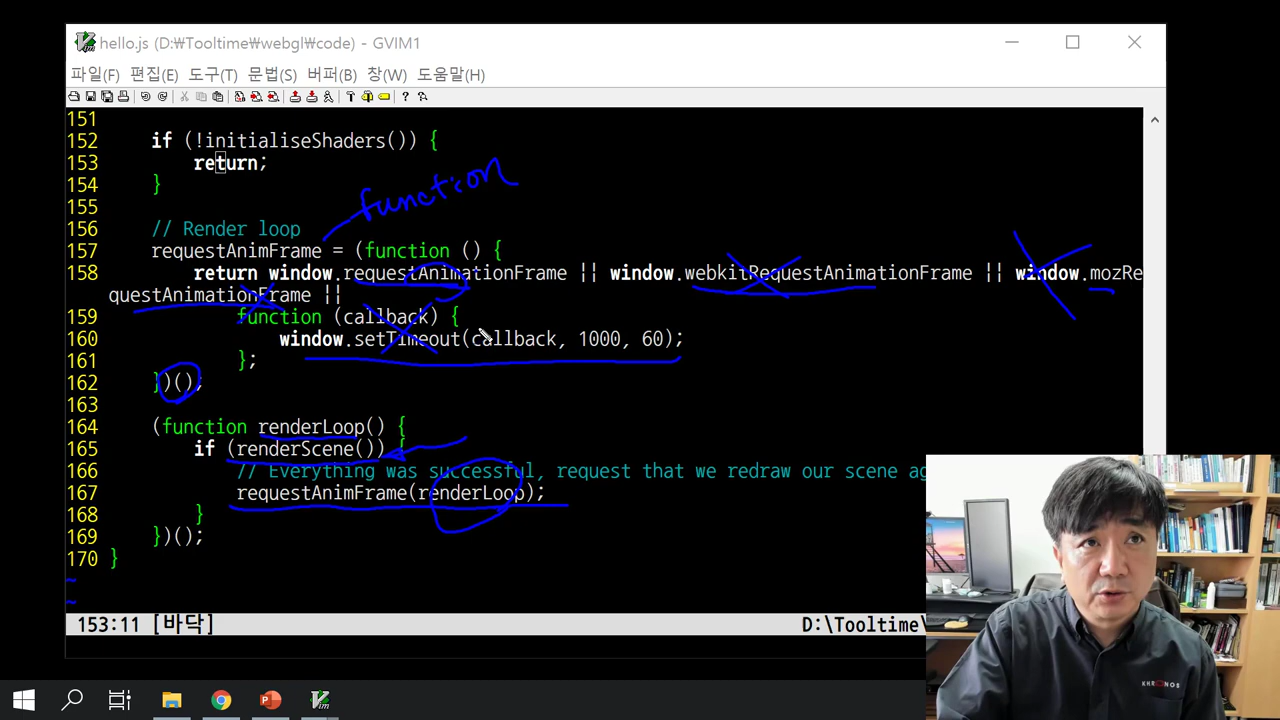 hello.js (D:₩Tooltime₩webgl₩code) - GVIM1
파일(F) 편집(E) 도구(T) 문법(S) 버퍼(B) 창(W) 도움말(H)
151
152 if (!initialiseShaders()) {
153 return;
154 }
155
function
156 // Render loop
157 requestAnimFrame = (function () {
158 return window.requestAnimationFrame || window.webkitRequestAnimationFrame || window.mozRe
questAnimationFrame ||
159 function (callback) {
160 window.setTimeout(callback, 1000, 60);
161 };
162 })();
163
164 (function renderLoop() {
165 if (renderScene()) {
166 // Everything was successful, request that we redraw our scene ag
167 requestAnimFrame(renderLoop);
168 }
169 })();
170 }
~
~
153:11 [바닥] D:\Tooltime\
KHRONOS